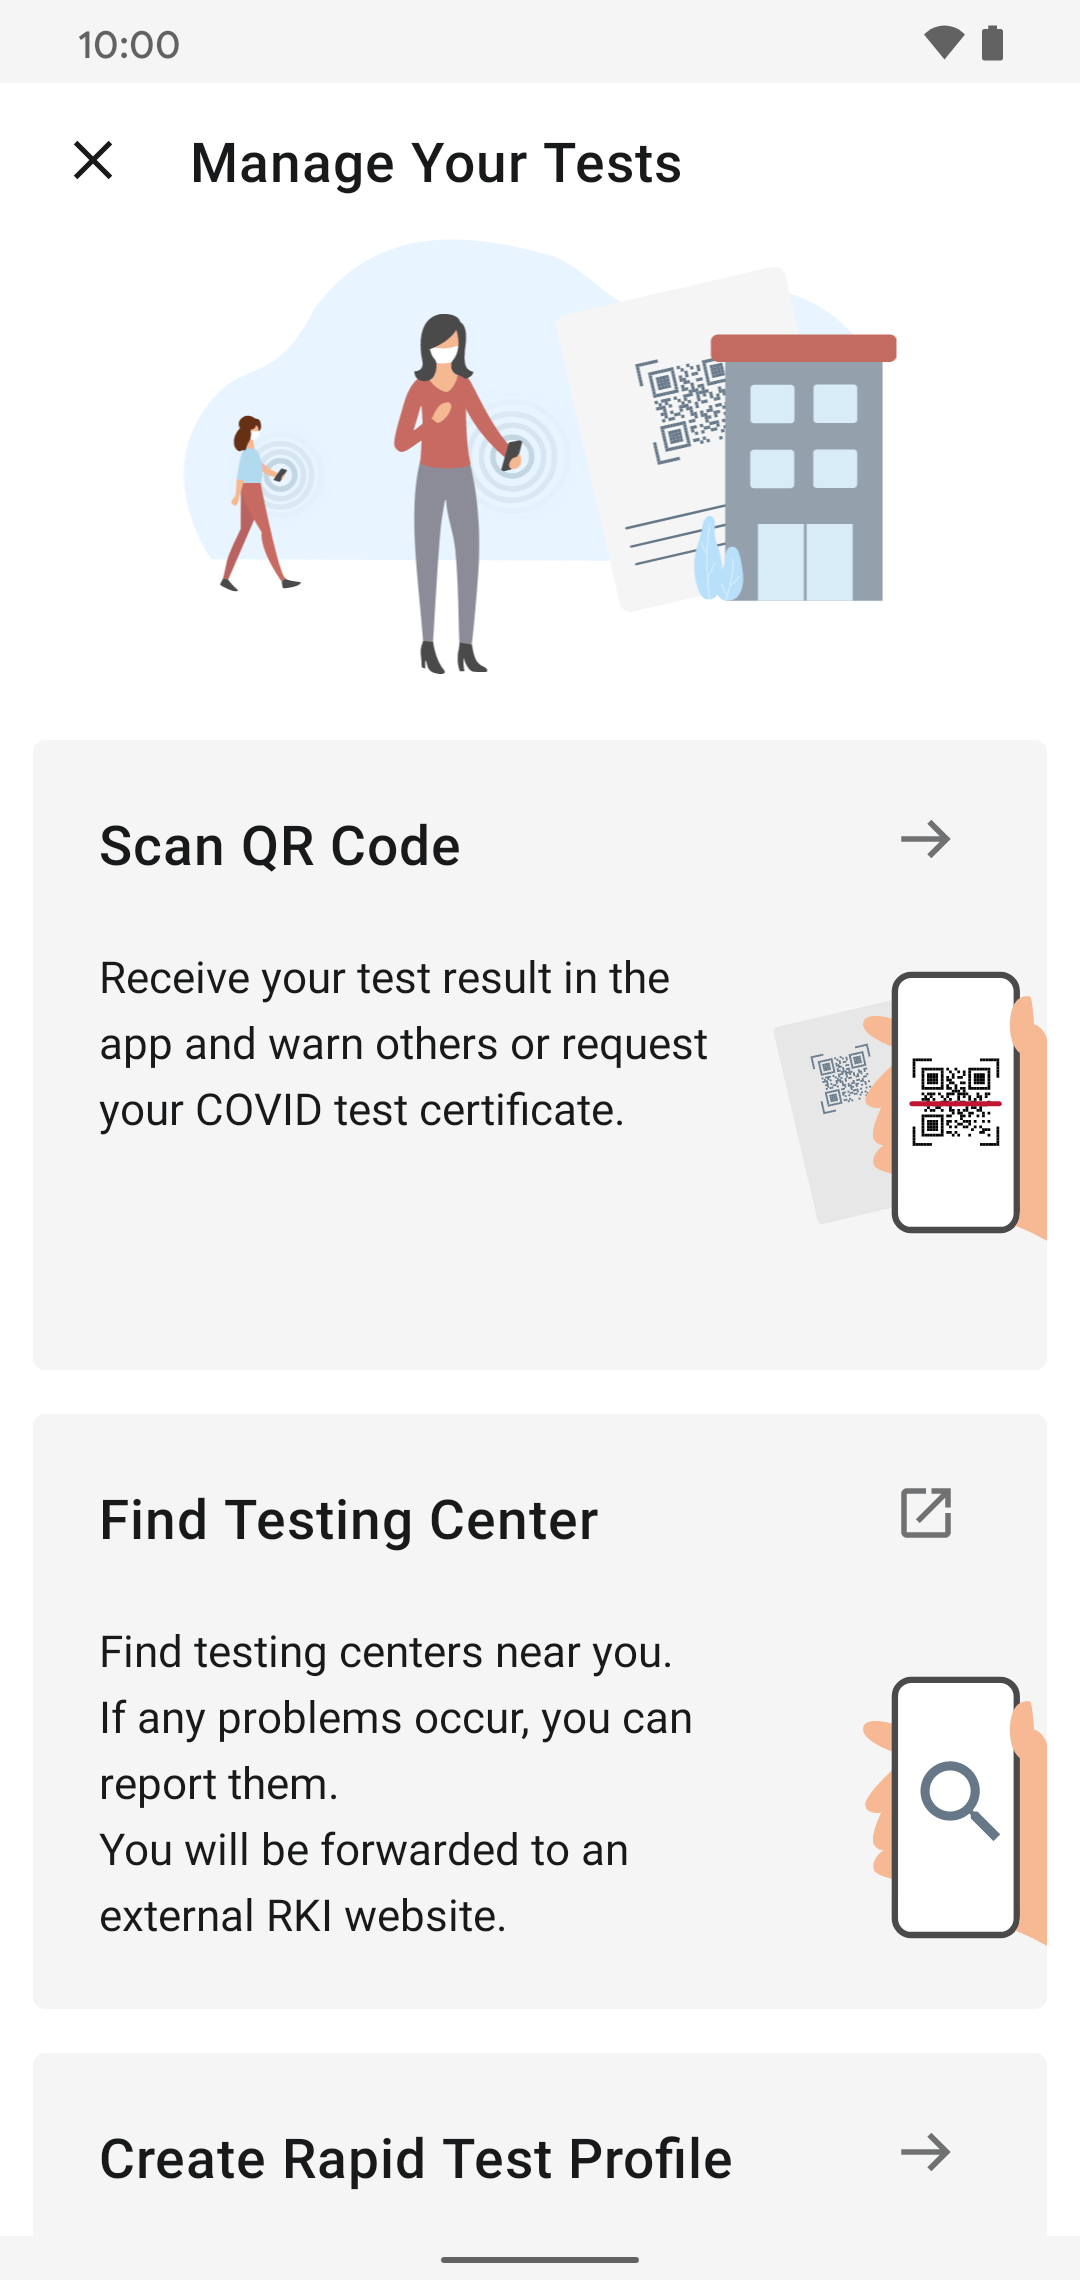 10:00
Manage Your Tests
Scan QR Code
Receive your test result in the
app and warn others or request
your COVID test certificate.
Find Testing Center
Find testing centers near you.
If any problems occur, you can
report them.
You will be forwarded to an
external RKI website.
Create Rapid Test Profile